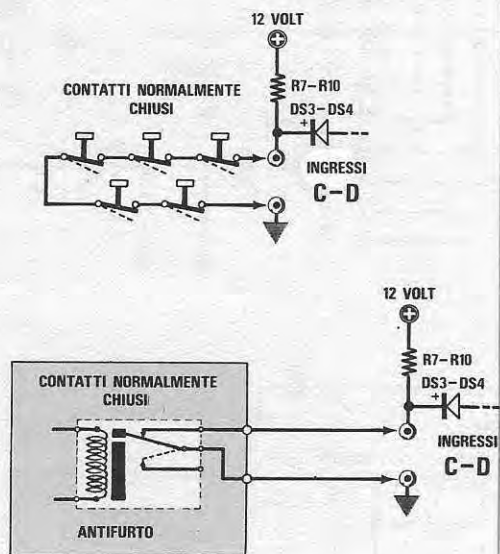 12 VOLT
CONTATTI NORMALMENTE
CHIUSI
R7-R10
DS3-DS4
+
INGRESSI
C-D
12 VOLT
CONTATTI NORMALMENTE
CHIUSI
R7-R10
DS3-DS4
+
INGRESSI
C-D
ANTIFURTO